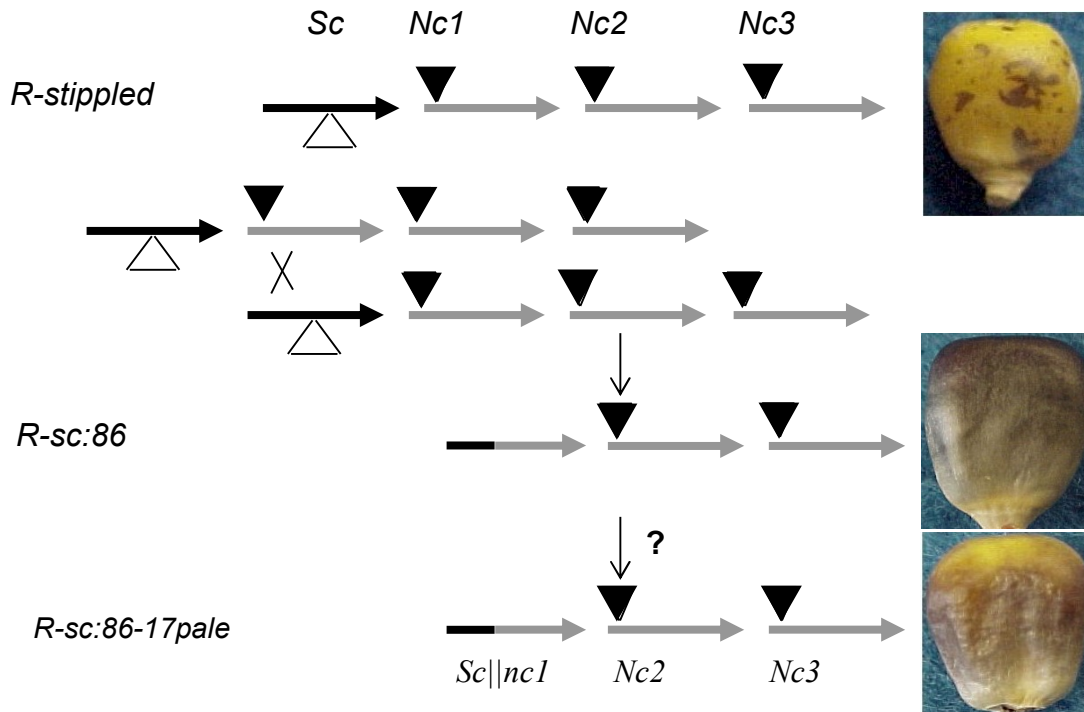 Sc Nc1 Nc2 Nc3
R-stippled
R-sc:86
?
R-sc:86-17pale
Sc||nc1 Nc2 Nc3